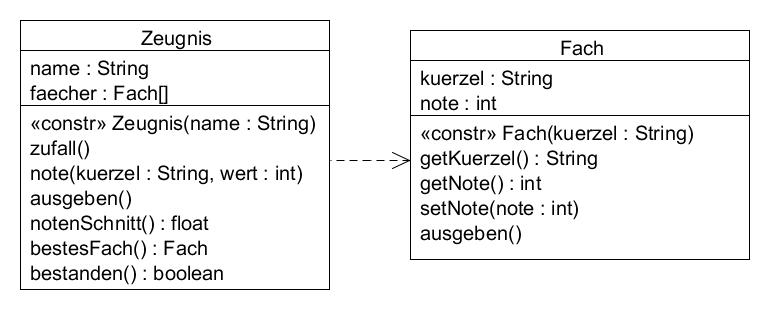 Zeugnis
name : String
faecher : Fach[]
«constr» Zeugnis(name : String)
zufall()
note(kuerzel : String, wert : int)
ausgeben()
notenSchnitt() : float
bestesFach() : Fach
bestanden() : boolean
Fach
kuerzel : String
note : int
«constr» Fach(kuerzel : String)
getKuerzel() : String
getNote() : int
setNote(note : int)
ausgeben()